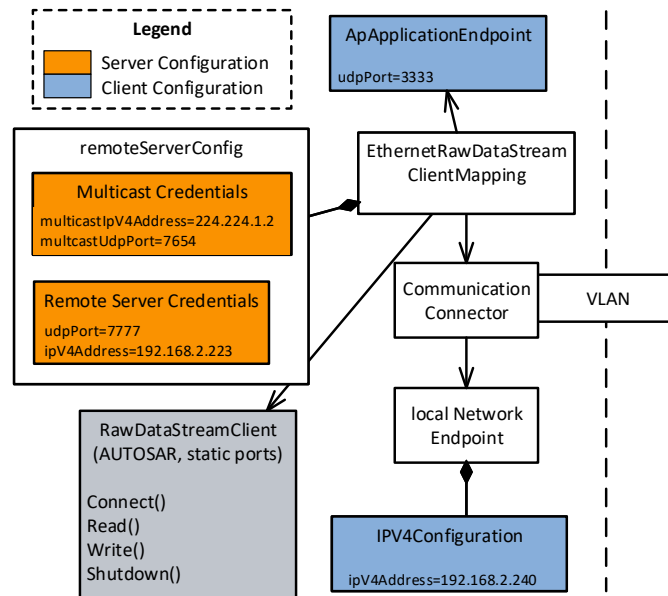 Legend
Server Configuration
Client Configuration
ApApplicationEndpoint
udpPort=3333
remoteServerConfig
Multicast Credentials
multicastIpV4Address=224.224.1.2
multcastUdpPort=7654
Remote Server Credentials
udpPort=7777
ipV4Address=192.168.2.223
EthernetRawDataStream
ClientMapping
Communication
Connector
VLAN
local Network
Endpoint
RawDataStreamClient
(AUTOSAR, static ports)
Connect()
Read()
Write()
Shutdown()
IPV4Configuration
ipV4Address=192.168.2.240